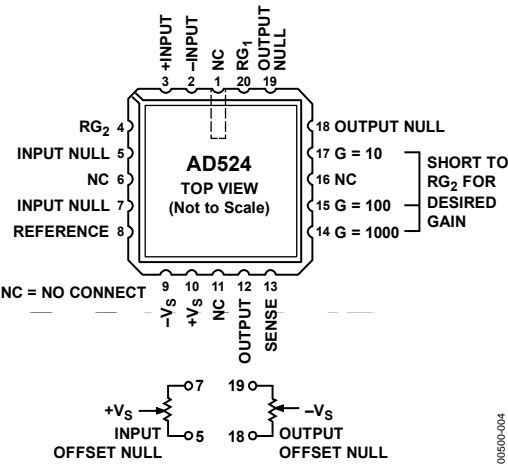 +INPUT
–INPUT
NC
RG1
OUTPUT
NULL
3 2 1 20 19
RG2 4
INPUT NULL 5
NC 6
INPUT NULL 7
REFERENCE 8
AD524
TOP VIEW
(Not to Scale)
18 OUTPUT NULL
17 G = 10
16 NC
15 G = 100
14 G = 1000
SHORT TO
RG2 FOR
DESIRED
GAIN
9 10 11 12 13
–VS
+VS
NC
OUTPUT
SENSE
NC = NO CONNECT
7
+VS
INPUT
5
OFFSET NULL
19
–VS
18
OUTPUT
OFFSET NULL
00500-004